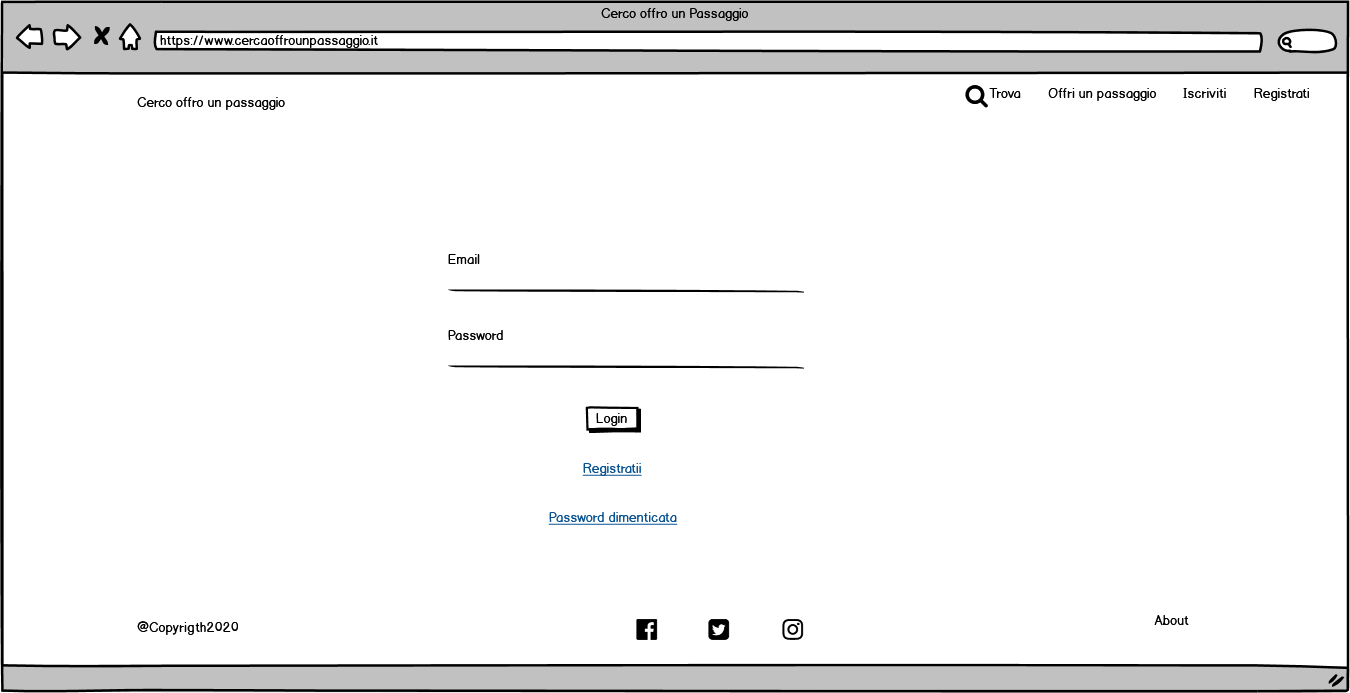 Cerco offro un Passaggio
https://www.cercaoffrounpassaggio.it
Cerco offro un passaggio
Trova Offri un passaggio Iscriviti Registrati
Email
Password
Login
Registratii
Password dimenticata
@Copyrigth2020
About